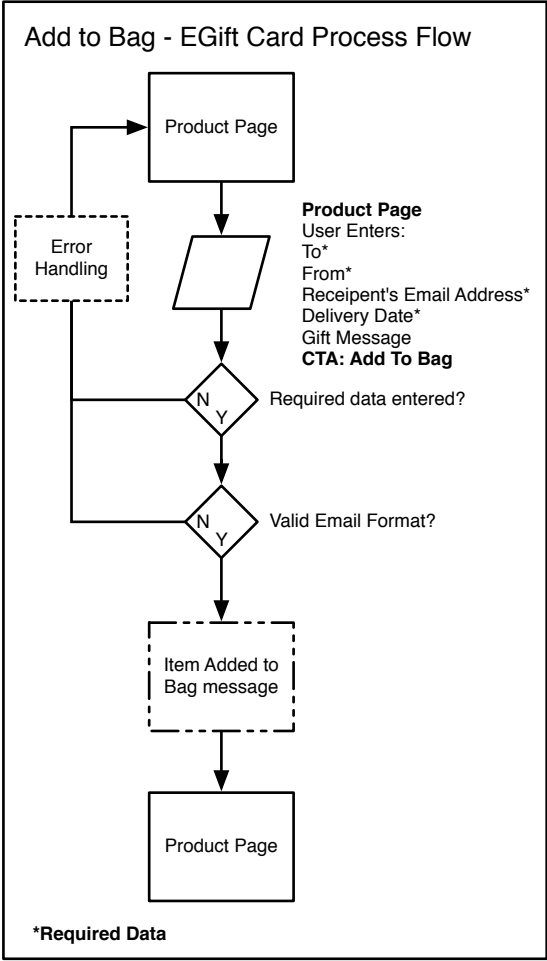 Add to Bag - EGift Card Process Flow
Product Page
Product Page
User Enters:
To*
From*
Receipent's Email Address*
Delivery Date*
Gift Message
CTA: Add To Bag
Error
Handling
N
Y
Required data entered?
N
Y
Valid Email Format?
Item Added to
Bag message
Product Page
*Required Data